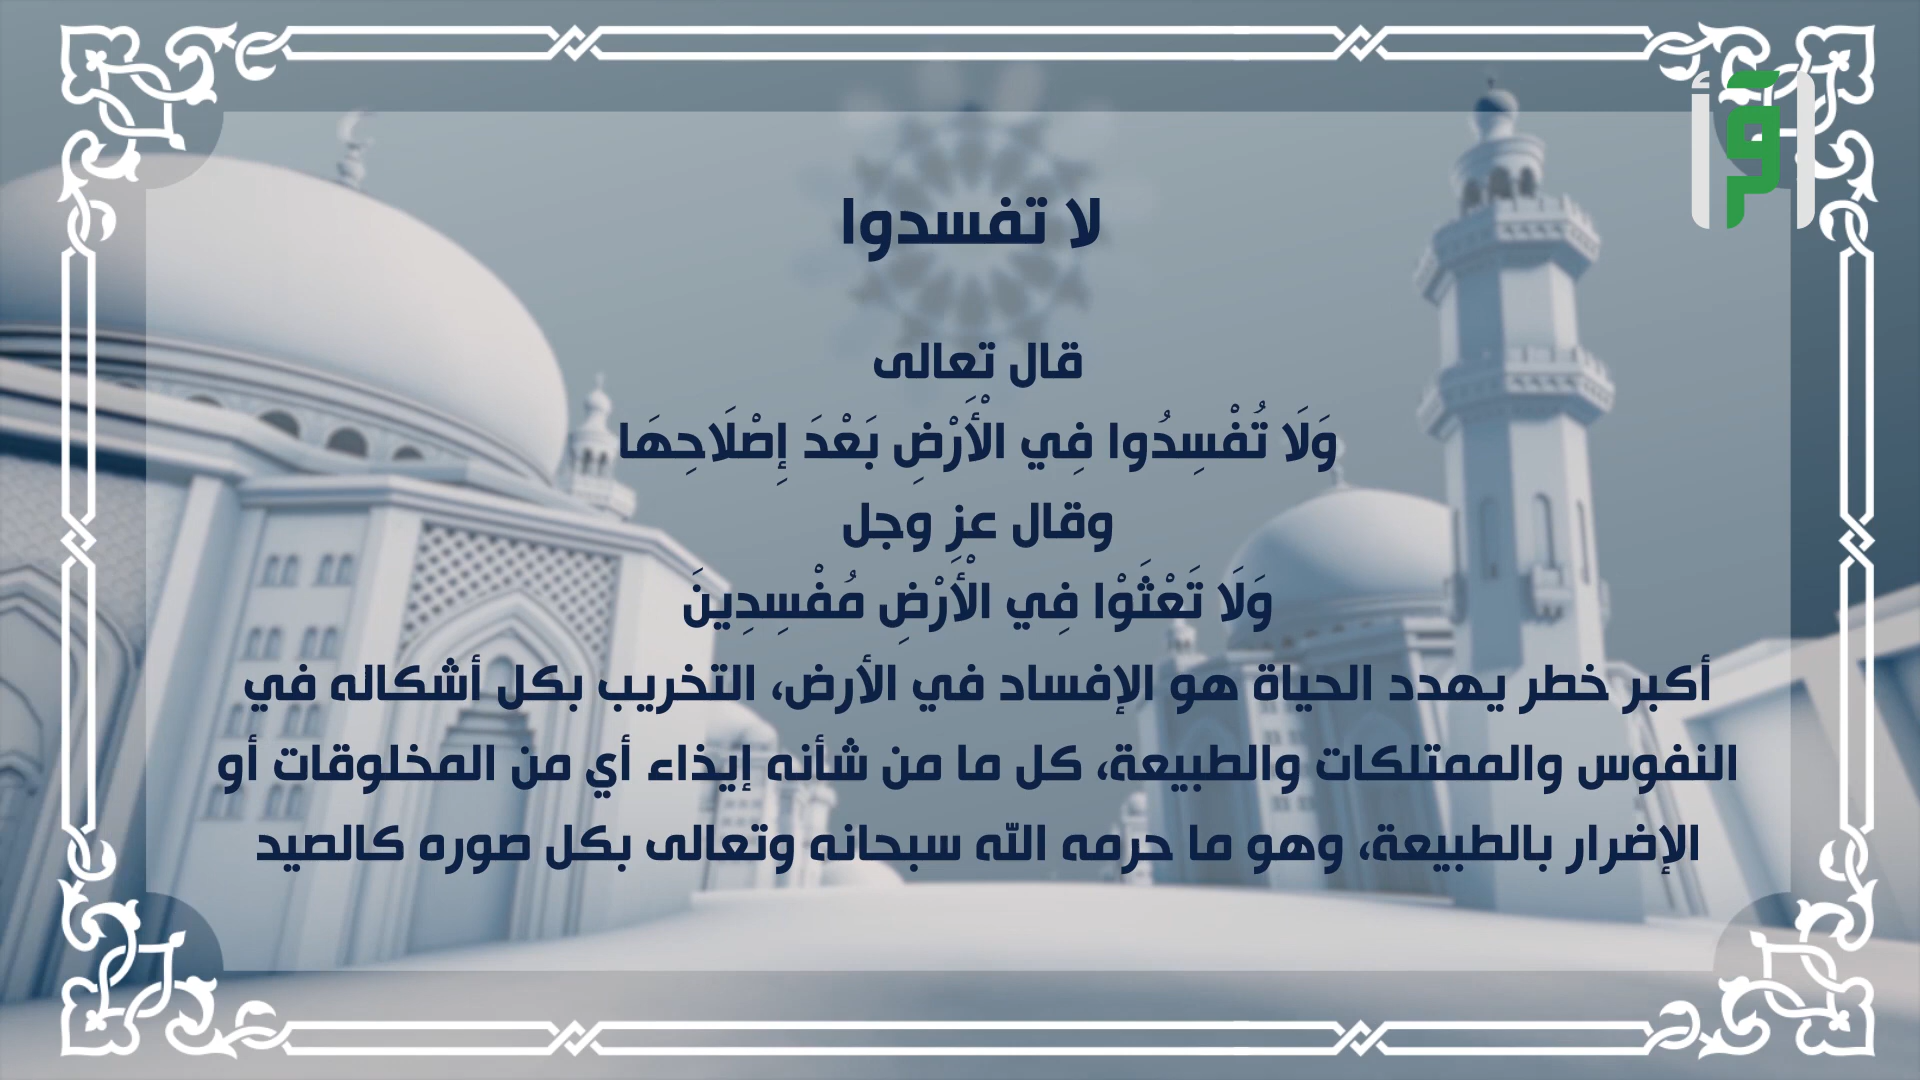 اقرأ
لا تفسدوا
قال تعالى
وَلَا تُفْسِدُوا فِي الْأَرْضِ بَعْدَ إِصْلَاحِهَا
وقال عز وجل
وَلَا تَعْثَوْا فِي الْأَرْضِ مُفْسِدِينَ
أكبر خطر يهدد الحياة هو الإفساد في الأرض، التخريب بكل أشكاله في
النفوس والممتلكات والطبيعة، كل ما من شأنه إيذاء أي من المخلوقات أو
الإضرار بالطبيعة، وهو ما حرمه الله سبحانه وتعالى بكل صوره كالصيد